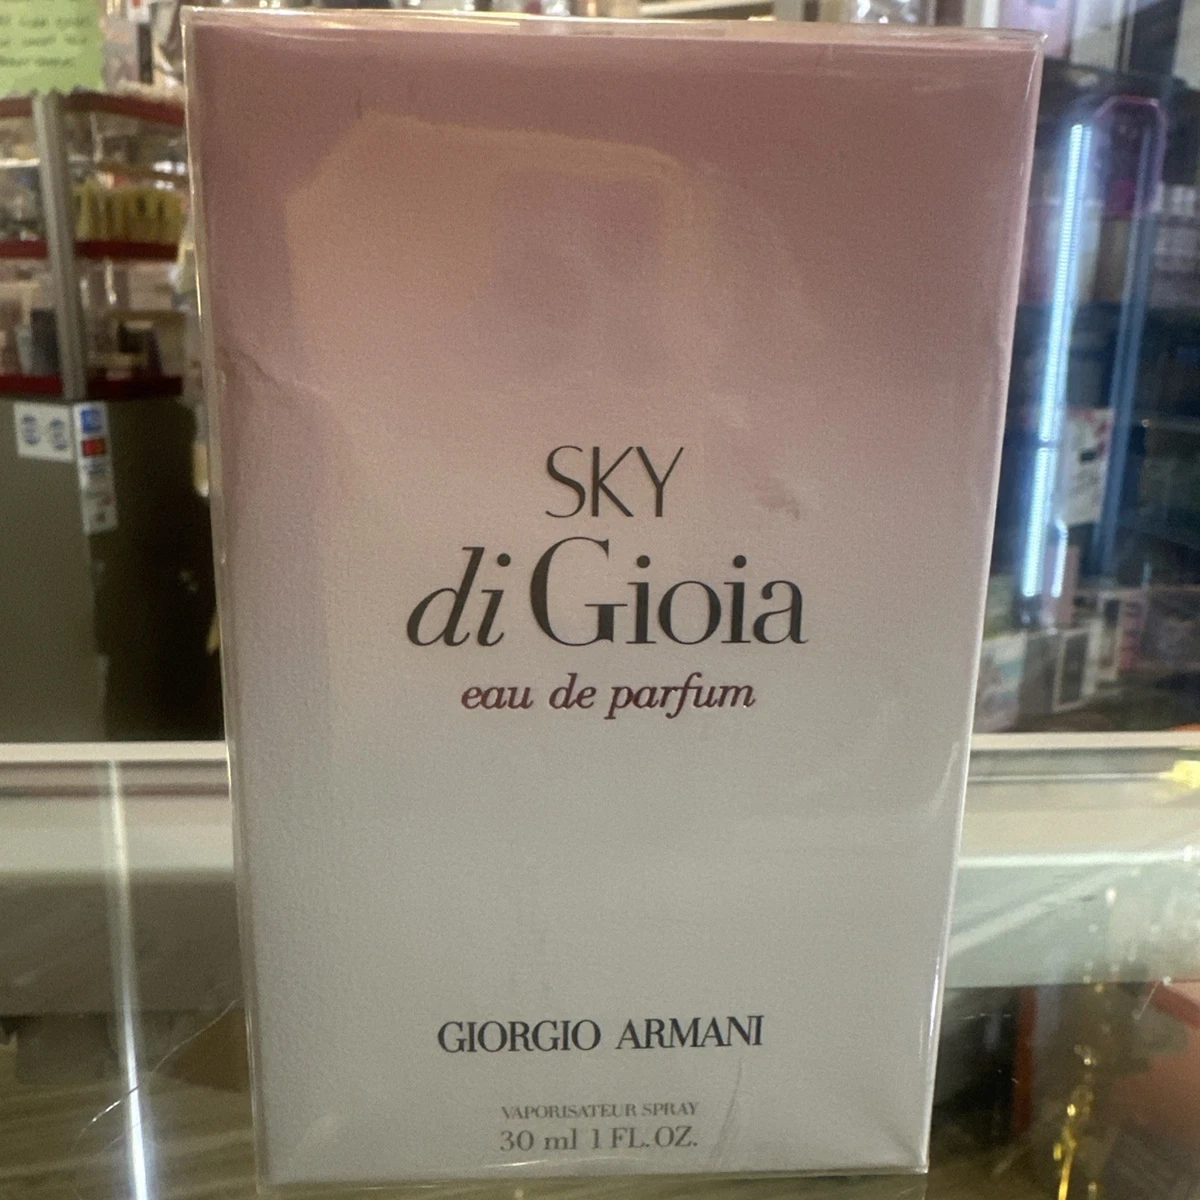 SKY
di Gioia
eau de parfum
GIORGIO ARMANI
VAPORISATEUR SPRAY
30 ml 1 FL.OZ.